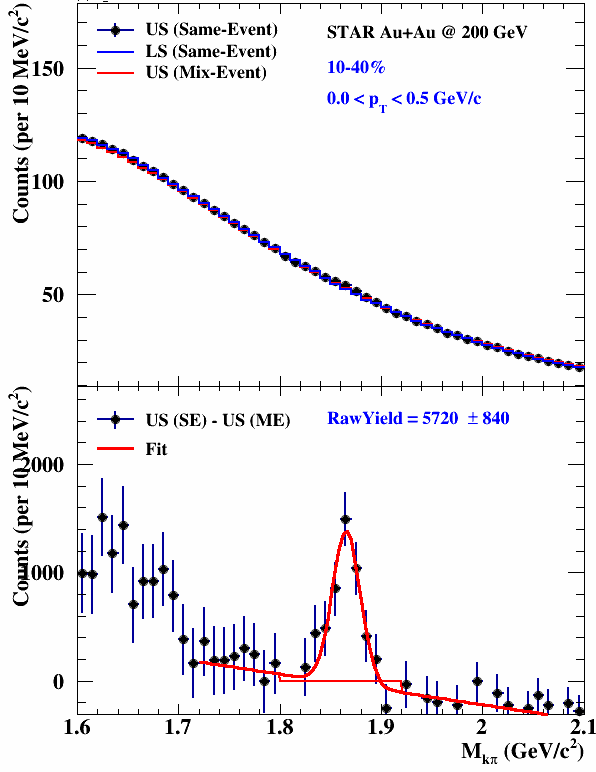 US (Same-Event)
LS (Same-Event)
US (Mix-Event)
STAR Au+Au @ 200 GeV
10-40%
0.0 < p_T < 0.5 GeV/c
Counts (per 10 MeV/c²)
150
100
50
US (SE) - US (ME)
Fit
RawYield = 5720 ± 840
Counts (per 10 MeV/c²)
2000
1000
0
1.6 1.7 1.8 1.9 2 2.1
M_kπ (GeV/c²)